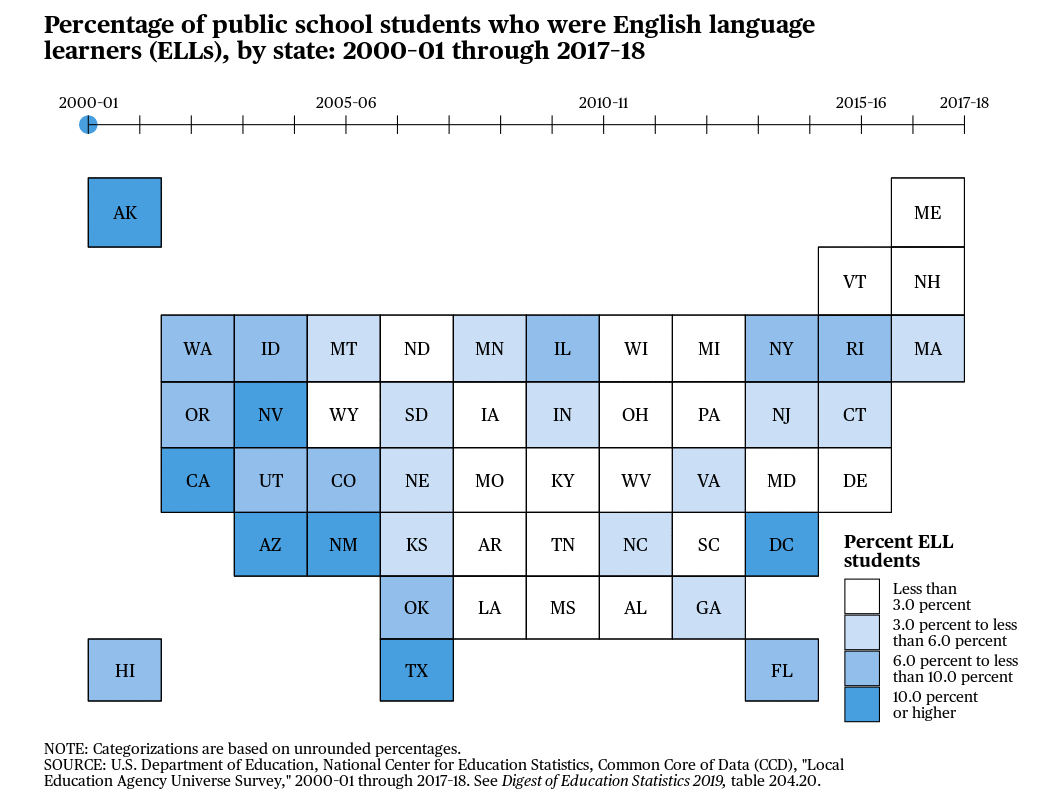 Percentage of public school students who were English language
learners (ELLs), by state: 2000-01 through 2017-18
2000-01 2005-06 2010-11 2015-16 2017-18
AK ME
VT NH
WA ID MT ND MN IL WI MI NY RI MA
OR NV WY SD IA IN OH PA NJ CT
CA UT CO NE MO KY WV VA MD DE
AZ NM KS AR TN NC SC DC
OK LA MS AL GA
HI TX FL
Percent ELL
students
Less than
3.0 percent
3.0 percent to less
than 6.0 percent
6.0 percent to less
than 10.0 percent
10.0 percent
or higher
NOTE: Categorizations are based on unrounded percentages.
SOURCE: U.S. Department of Education, National Center for Education Statistics, Common Core of Data (CCD), "Local
Education Agency Universe Survey," 2000-01 through 2017-18. See Digest of Education Statistics 2019, table 204.20.